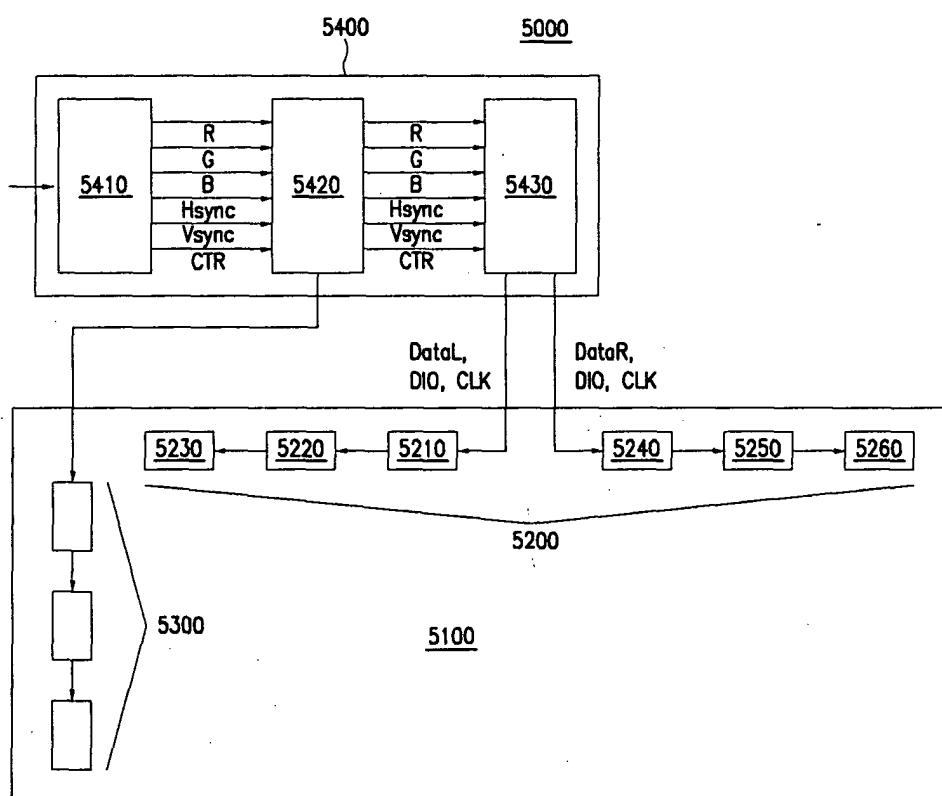 5400 5000
5410 5420 5430
R R
G G
B B
Hsync Hsync
Vsync Vsync
CTR CTR
DataL, DataR,
DIO, CLK DIO, CLK
5230 5220 5210 5240 5250 5260
5200
5300
5100